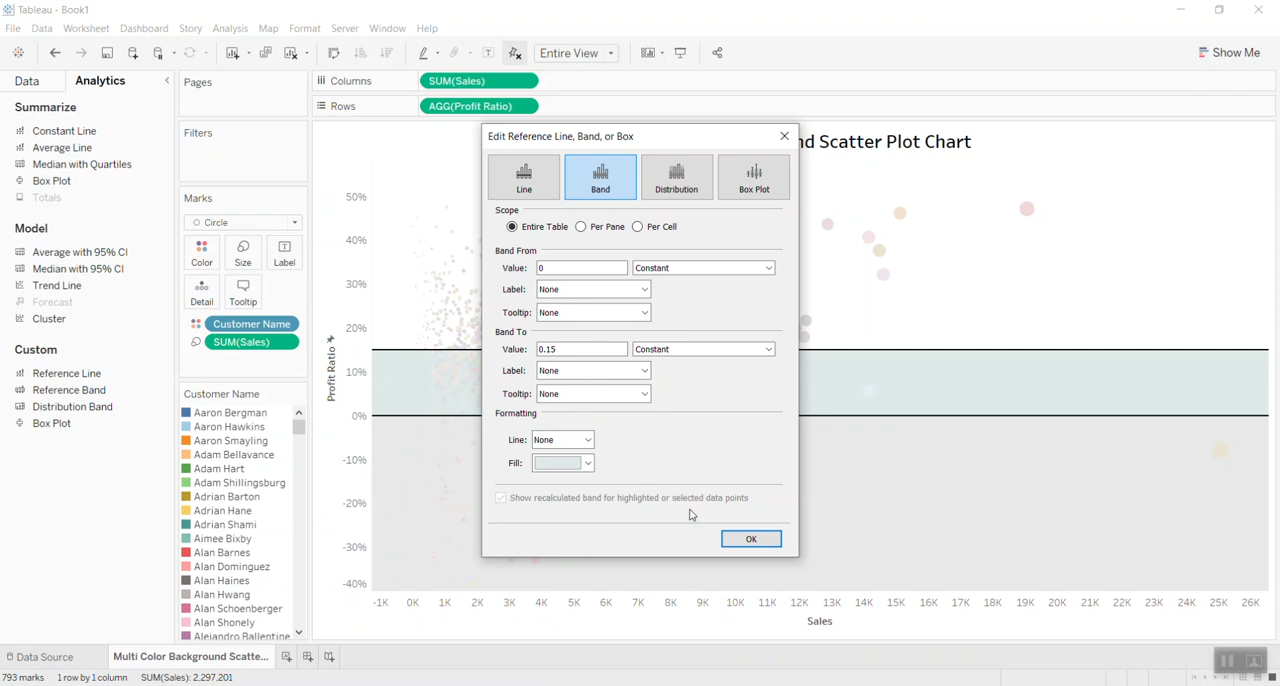 Tableau - Book1
File Data Worksheet Dashboard Story Analysis Map Format Server Window Help
Entire View
Show Me
Data Analytics
Pages
Columns SUM(Sales)
Rows AGG(Profit Ratio)
Summarize
Constant Line
Average Line
Median with Quartiles
Box Plot
Totals
Model
Average with 95% CI
Median with 95% CI
Trend Line
Forecast
Cluster
Custom
Reference Line
Reference Band
Distribution Band
Box Plot
Filters
Marks
Circle
Color Size Label
Detail Tooltip
Customer Name
SUM(Sales)
Customer Name
Aaron Bergman
Aaron Hawkins
Aaron Smayling
Adam Bellavance
Adam Hart
Adam Shillingsburg
Adrian Barton
Adrian Hane
Adrian Shami
Aimee Bixby
Alan Barnes
Alan Dominguez
Alan Haines
Alan Hwang
Alan Schoenberger
Alan Shonely
Alejandro Ballentine
nd Scatter Plot Chart
Profit Ratio
50%
40%
30%
20%
10%
0%
-10%
-20%
-30%
-40%
-1K 0K 1K 2K 3K 4K 5K 6K 7K 8K 9K 10K 11K 12K 13K 14K 15K 16K 17K 18K 19K 20K 21K 22K 23K 24K 25K 26K
Sales
Edit Reference Line, Band, or Box
Line Band Distribution Box Plot
Scope
Entire Table Per Pane Per Cell
Band From
Value: 0 Constant
Label: None
Tooltip: None
Band To
Value: 0.15 Constant
Label: None
Tooltip: None
Formatting
Line: None
Fill:
Show recalculated band for highlighted or selected data points
OK
Data Source Multi Color Background Scatte...
793 marks 1 row by 1 column SUM(Sales): 2.297.201